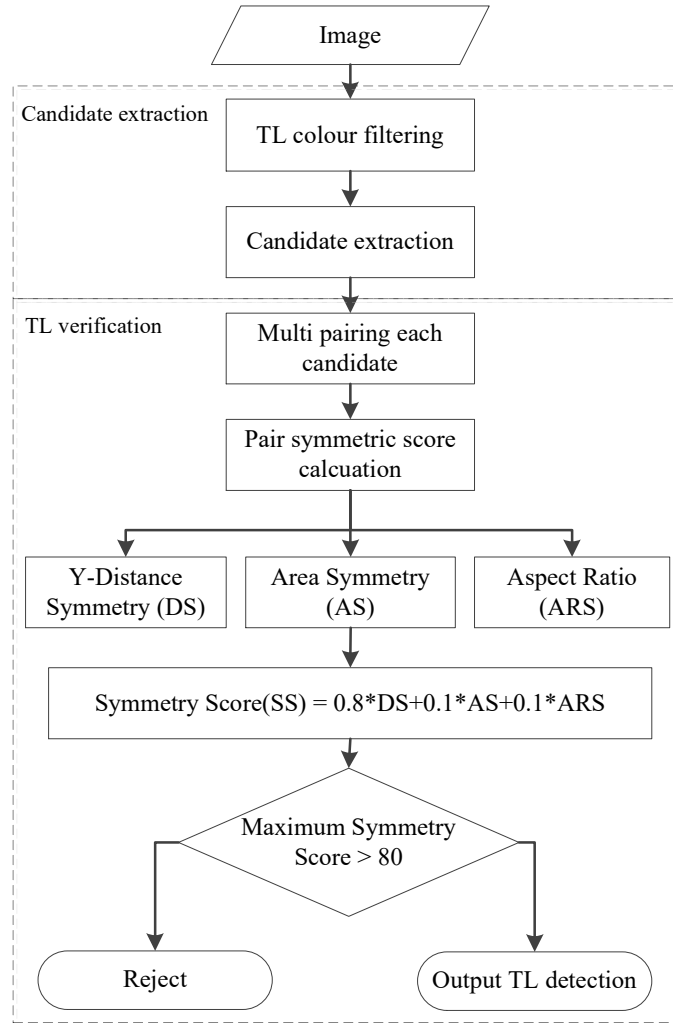 Image
Candidate extraction
TL colour filtering
Candidate extraction
TL verification
Multi pairing each
candidate
Pair symmetric score
calcuation
Y-Distance
Symmetry (DS)
Area Symmetry
(AS)
Aspect Ratio
(ARS)
Symmetry Score(SS) = 0.8*DS+0.1*AS+0.1*ARS
Maximum Symmetry
Score > 80
Reject
Output TL detection